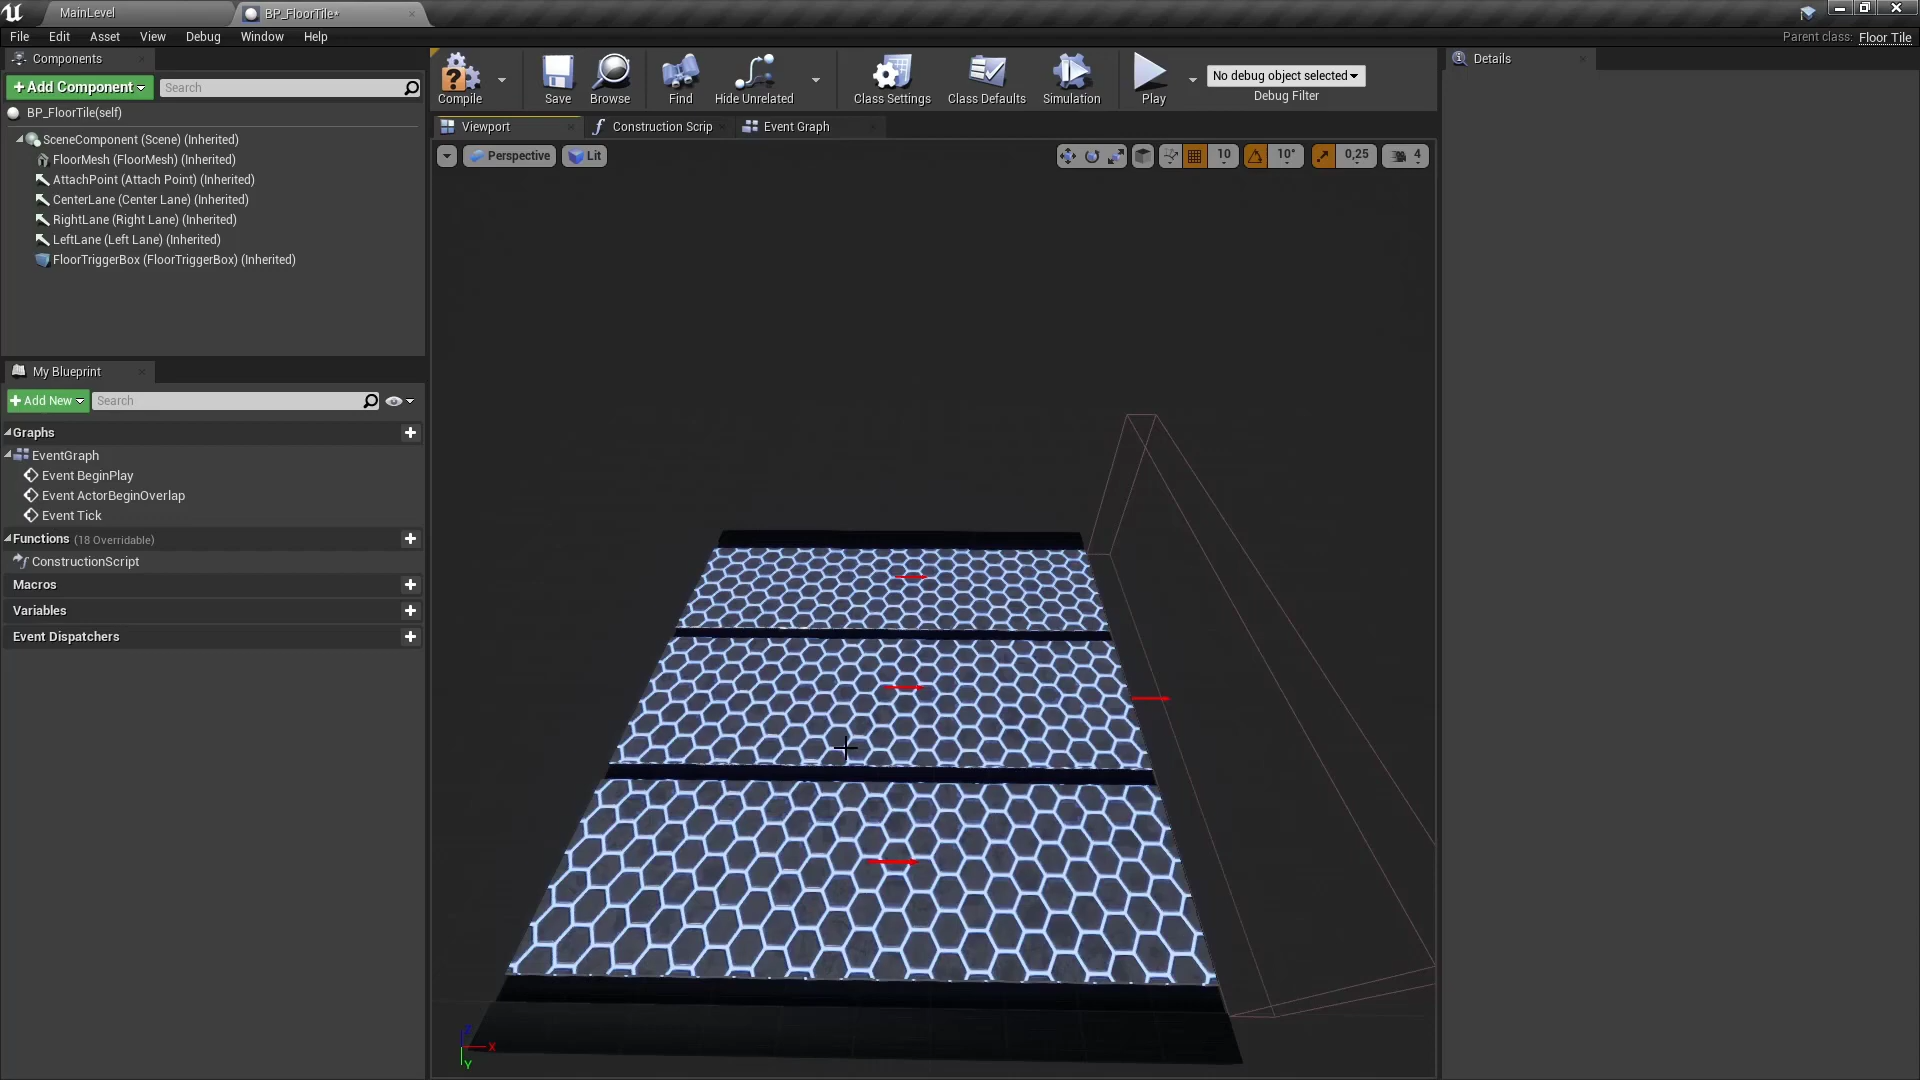 MainLevel
BP_FloorTile*
File Edit Asset View Debug Window Help
Parent class: Floor Tile
Components
+Add Component
Search
BP_FloorTile(self)
SceneComponent (Scene) (Inherited)
FloorMesh (FloorMesh) (Inherited)
AttachPoint (Attach Point) (Inherited)
CenterLane (Center Lane) (Inherited)
RightLane (Right Lane) (Inherited)
LeftLane (Left Lane) (Inherited)
FloorTriggerBox (FloorTriggerBox) (Inherited)
My Blueprint
+Add New
Search
Graphs
EventGraph
Event BeginPlay
Event ActorBeginOverlap
Event Tick
Functions (18 Overridable)
ConstructionScript
Macros
Variables
Event Dispatchers
Compile
Save
Browse
Find
Hide Unrelated
Class Settings
Class Defaults
Simulation
Play
No debug object selected
Debug Filter
Viewport
Construction Scrip
Event Graph
Perspective
Lit
10
10°
0,25
4
Z
X
Y
Details